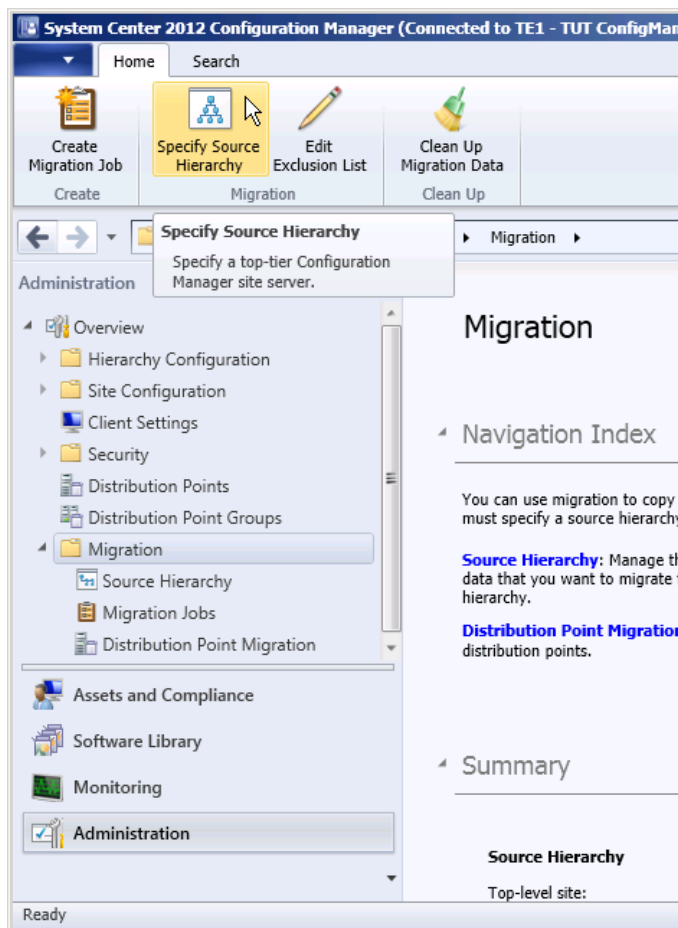 System Center 2012 Configuration Manager (Connected to TE1 - TUT ConfigMan
Home Search
Create Migration Job
Specify Source Hierarchy
Edit Exclusion List
Clean Up Migration Data
Create Migration Clean Up
Specify Source Hierarchy
Specify a top-tier Configuration
Manager site server.
Migration
Administration
Overview
Hierarchy Configuration
Site Configuration
Client Settings
Security
Distribution Points
Distribution Point Groups
Migration
Source Hierarchy
Migration Jobs
Distribution Point Migration
Assets and Compliance
Software Library
Monitoring
Administration
Migration
Navigation Index
You can use migration to copy
must specify a source hierarchy
Source Hierarchy: Manage th
data that you want to migrate
hierarchy.
Distribution Point Migration
distribution points.
Summary
Source Hierarchy
Top-level site:
Ready